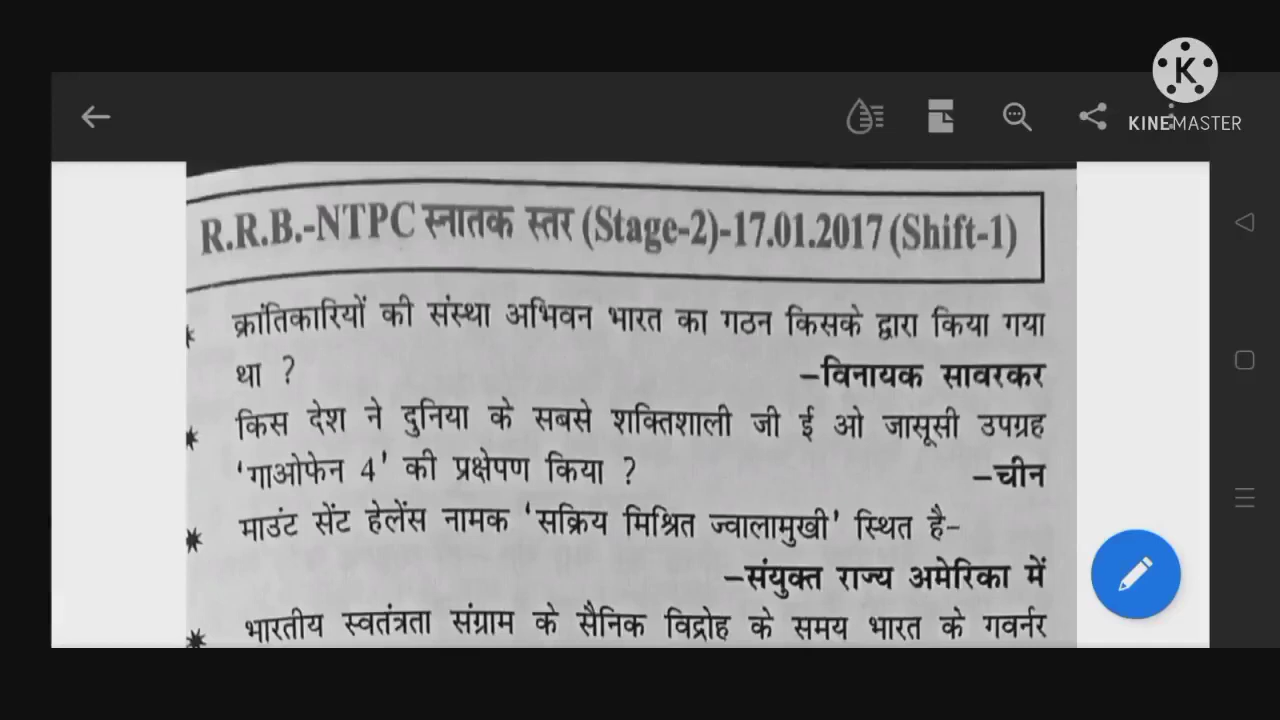 KINEMASTER
R.R.B.-NTPC स्नातक स्तर (Stage-2)-17.01.2017 (Shift-1)
* क्रांतिकारियों की संस्था अभिवन भारत का गठन किसके द्वारा किया गया
था ? –विनायक सावरकर
* किस देश ने दुनिया के सबसे शक्तिशाली जी ई ओ जासूसी उपग्रह
'गाओफेन 4' की प्रक्षेपण किया ? –चीन
* माउंट सेंट हेलेंस नामक 'सक्रिय मिश्रित ज्वालामुखी' स्थित है–
–संयुक्त राज्य अमेरिका में
* भारतीय स्वतंत्रता संग्राम के सैनिक विद्रोह के समय भारत के गवर्नर